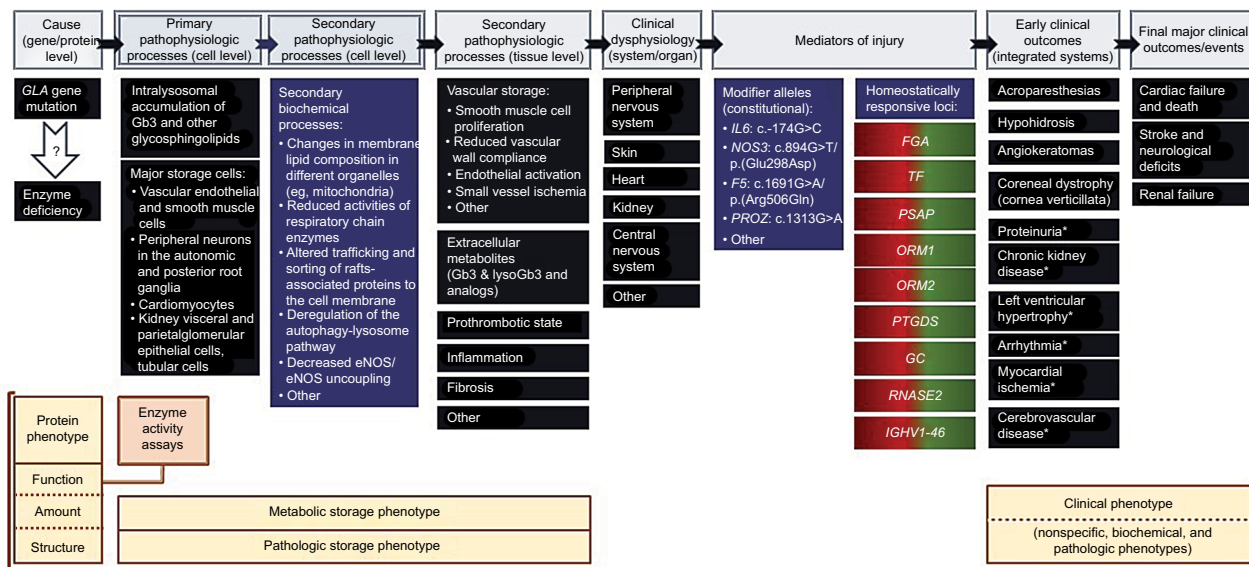 Cause
(gene/protein
level)
Primary
pathophysiologic
processes (cell level)
Secondary
pathophysiologic
processes (cell level)
Secondary
pathophysiologic
processes (tissue level)
Clinical
dysphysiology
(system/organ)
Mediators of injury
Early clinical
outcomes
(integrated systems)
Final major clinical
outcomes/events
GLA gene
mutation
?
Enzyme
deficiency
Intralysosomal
accumulation of
Gb3 and other
glycosphingolipids
Major storage cells:
• Vascular endothelial
and smooth muscle
cells
• Peripheral neurons
in the autonomic
and posterior root
ganglia
• Cardiomyocytes
• Kidney visceral and
parietalglomerular
epithelial cells,
tubular cells
Secondary
biochemical
processes:
• Changes in membrane
lipid composition in
different organelles
(eg, mitochondria)
• Reduced activities of
respiratory chain
enzymes
• Altered trafficking and
sorting of rafts-
associated proteins to
the cell membrane
• Deregulation of the
autophagy-lysosome
pathway
• Decreased eNOS/
eNOS uncoupling
• Other
Vascular storage:
• Smooth muscle cell
proliferation
• Reduced vascular
wall compliance
• Endothelial activation
• Small vessel ischemia
• Other
Extracellular
metabolites
(Gb3 & lysoGb3 and
analogs)
Prothrombotic state
Inflammation
Fibrosis
Other
Peripheral
nervous
system
Skin
Heart
Kidney
Central
nervous
system
Other
Modifier alleles
(constitutional):
• IL6: c.-174G>C
• NOS3: c.894G>T/
p.(Glu298Asp)
• F5: c.1691G>A/
p.(Arg506Gln)
• PROZ: c.1313G>A
• Other
Homeostatically
responsive loci:
FGA
TF
PSAP
ORM1
ORM2
PTGDS
GC
RNASE2
IGHV1-46
Acroparesthesias
Hypohidrosis
Angiokeratomas
Coreneal dystrophy
(cornea verticillata)
Proteinuria*
Chronic kidney
disease*
Left ventricular
hypertrophy*
Arrhythmia*
Myocardial
ischemia*
Cerebrovascular
disease*
Cardiac failure
and death
Stroke and
neurological
deficits
Renal failure
Protein
phenotype
Function
Amount
Structure
Enzyme
activity
assays
Metabolic storage phenotype
Pathologic storage phenotype
Clinical phenotype
(nonspecific, biochemical, and
pathologic phenotypes)